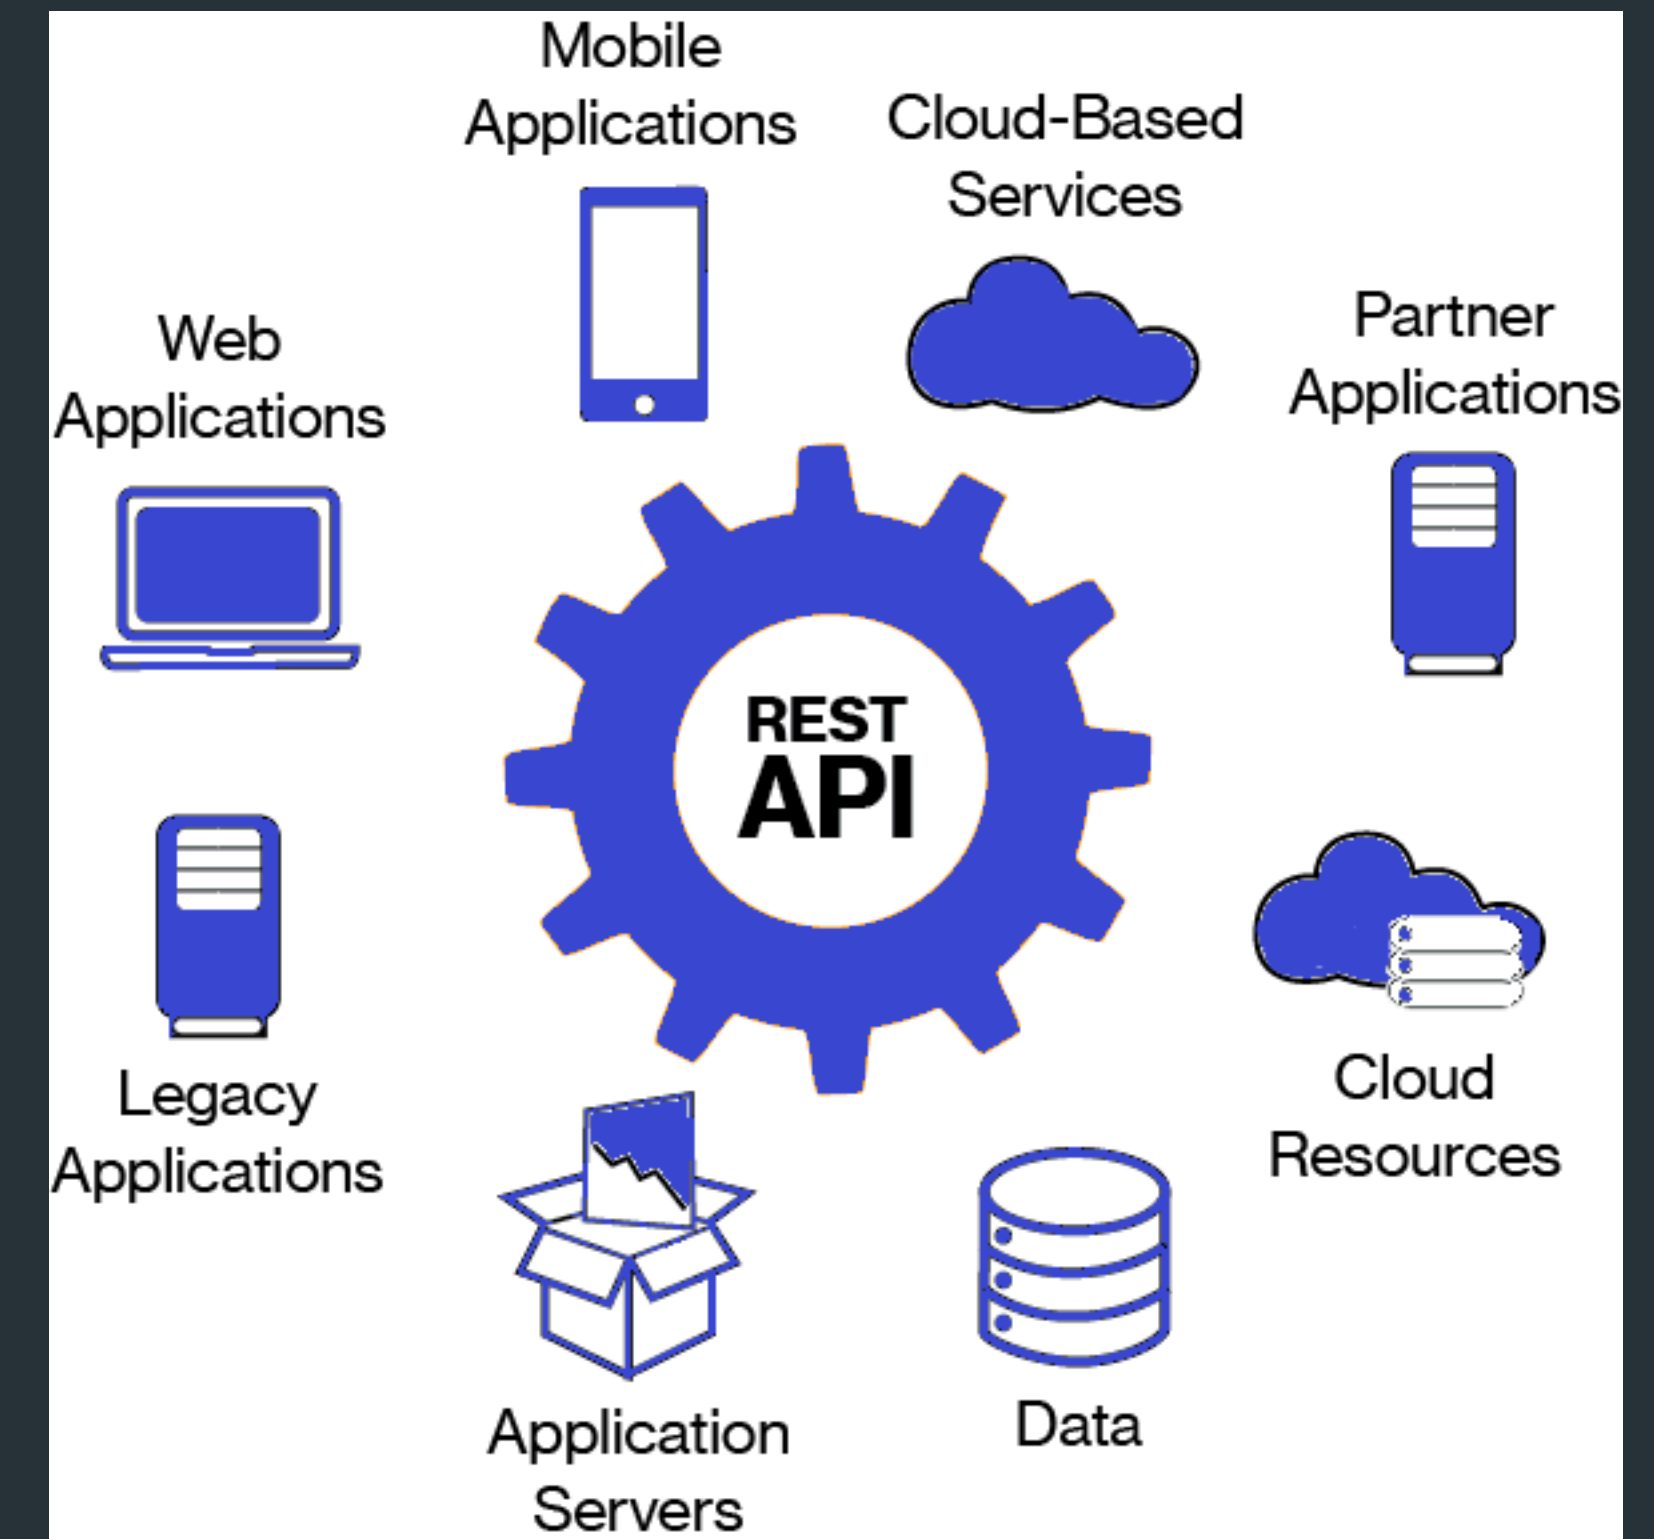 Mobile
Applications
Cloud-Based
Services
Web
Applications
Partner
Applications
REST
API
Legacy
Applications
Cloud
Resources
Application
Servers
Data